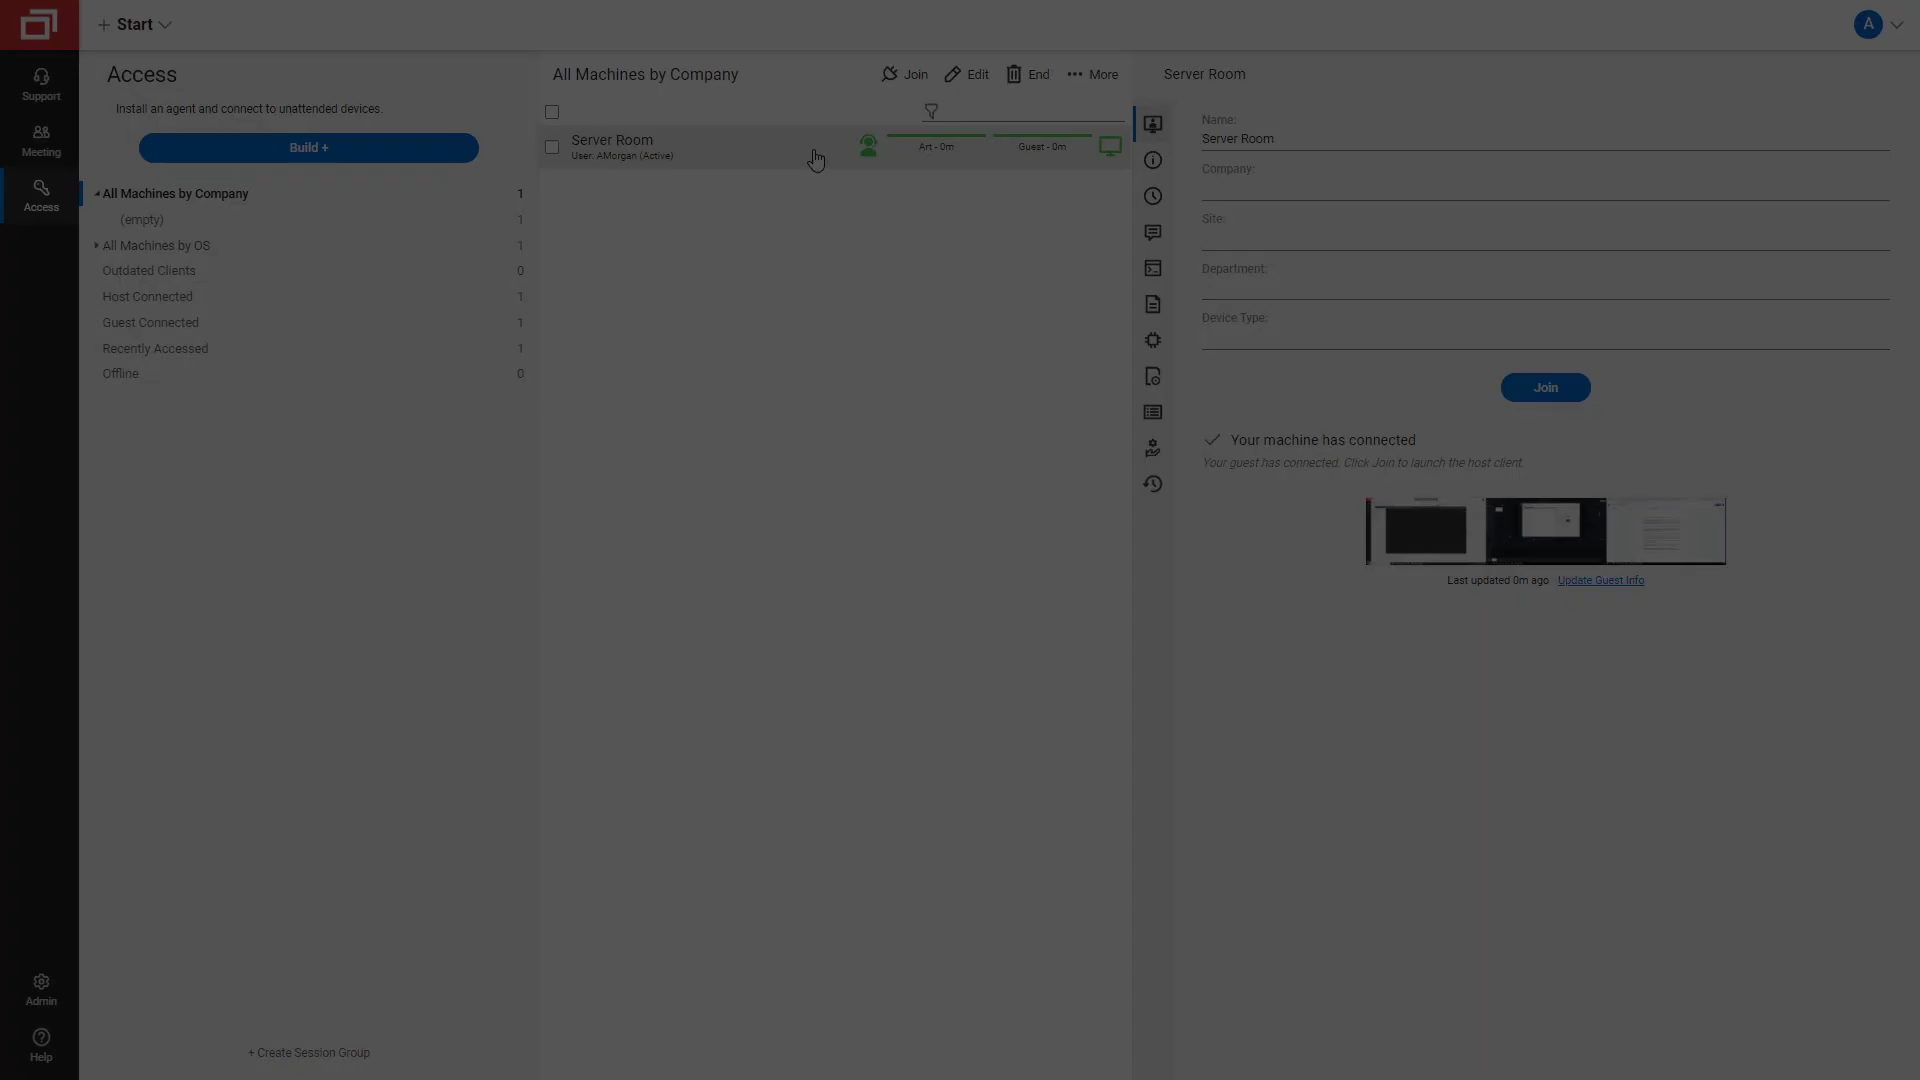 + Start
A
Support
Meeting
Access
Admin
Help
Access
Install an agent and connect to unattended devices.
Build +
All Machines by Company 1
(empty) 1
All Machines by OS 1
Outdated Clients 0
Host Connected 1
Guest Connected 1
Recently Accessed 1
Offline 0
+ Create Session Group
All Machines by Company
Join
Edit
End
More
Server Room
User: AMorgan (Active)
Art - 0m
Guest - 0m
Server Room
Name:
Server Room
Company:
Site:
Department:
Device Type:
Join
Your machine has connected
Your guest has connected. Click Join to launch the host client.
Last updated 0m ago Update Guest Info